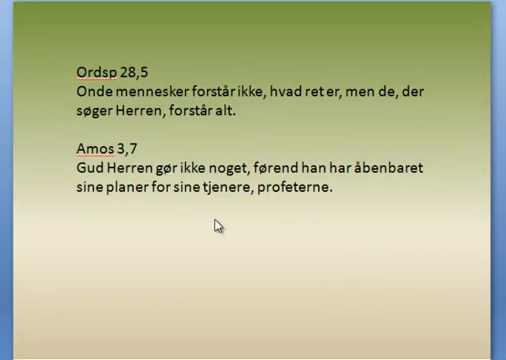 Ordsp 28,5
Onde mennesker forstår ikke, hvad ret er, men de, der
søger Herren, forstår alt.
Amos 3,7
Gud Herren gør ikke noget, førend han har åbenbaret
sine planer for sine tjenere, profeterne.